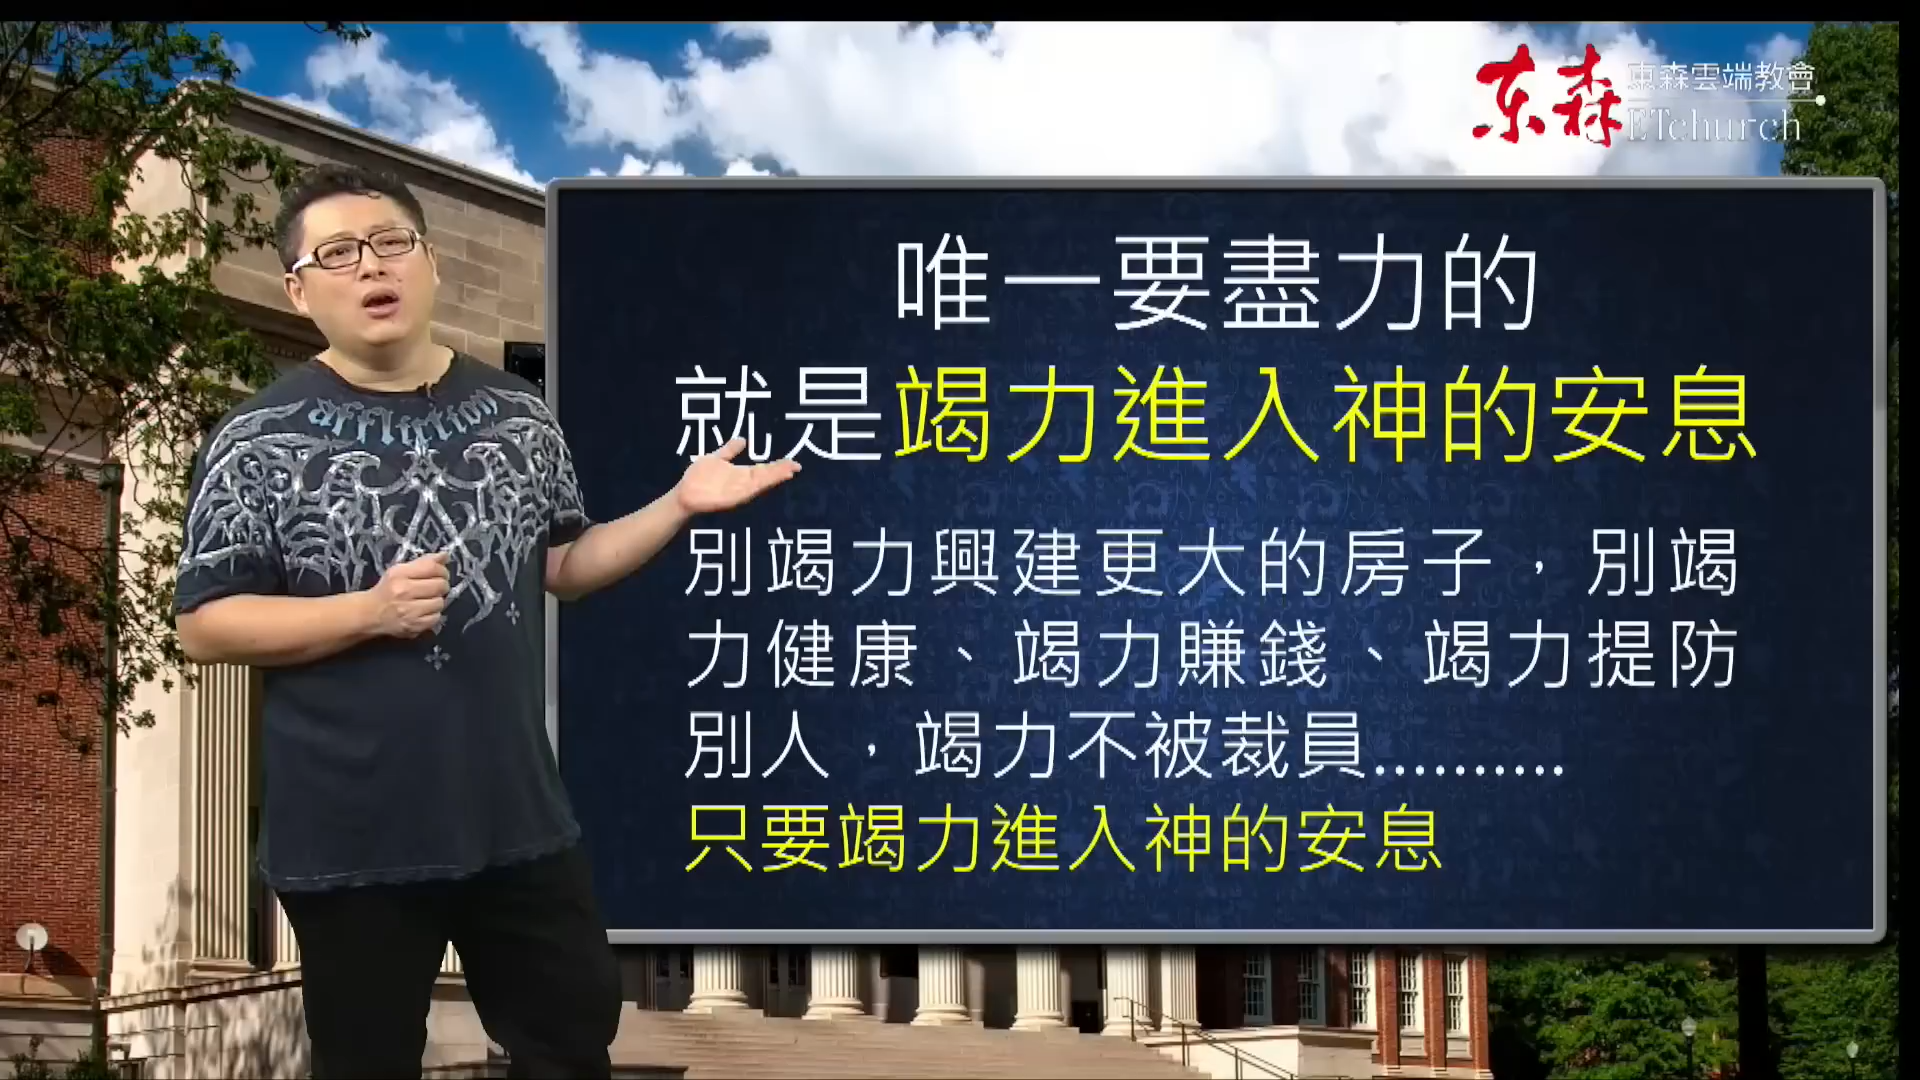 东森
東森雲端教會
ETchurch
唯一要盡力的
就是竭力進入神的安息
別竭力興建更大的房子，別竭
力健康、竭力賺錢、竭力提防
別人，竭力不被裁員..........
只要竭力進入神的安息
affliction